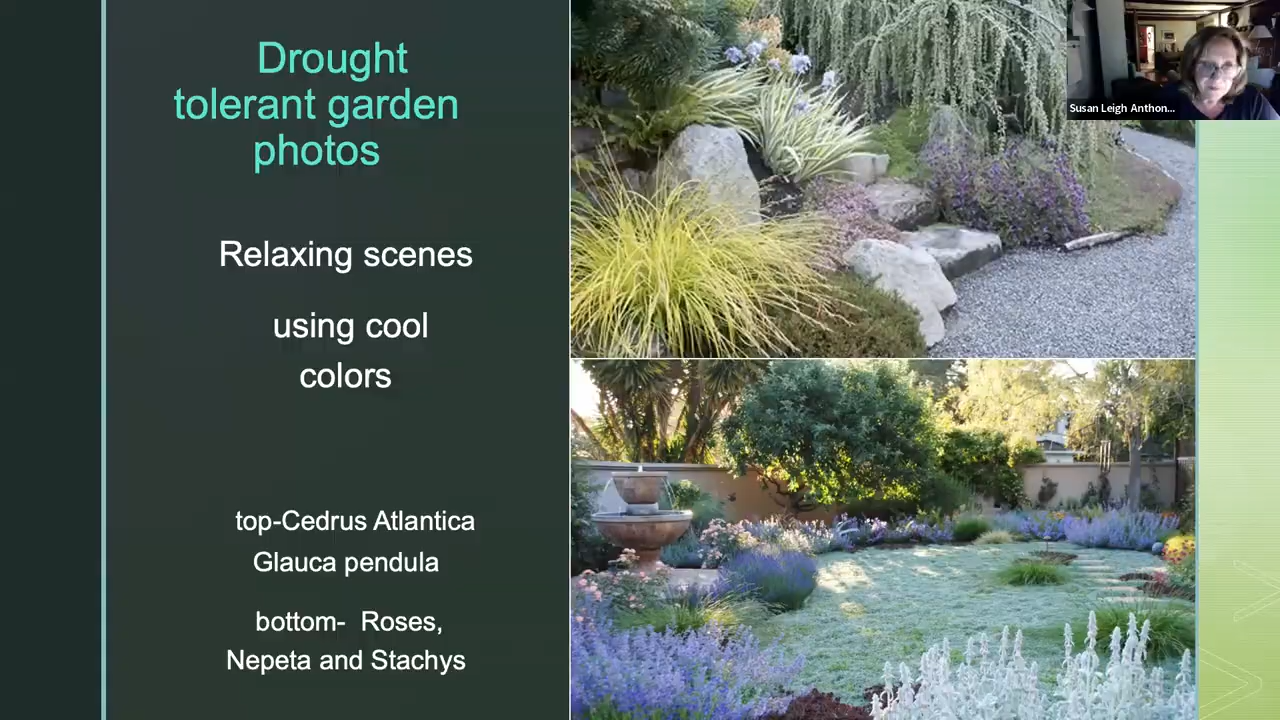 Drought
tolerant garden
photos
Relaxing scenes
using cool
colors
top-Cedrus Atlantica
Glauca pendula
bottom- Roses,
Nepeta and Stachys
Susan Leigh Anthon...